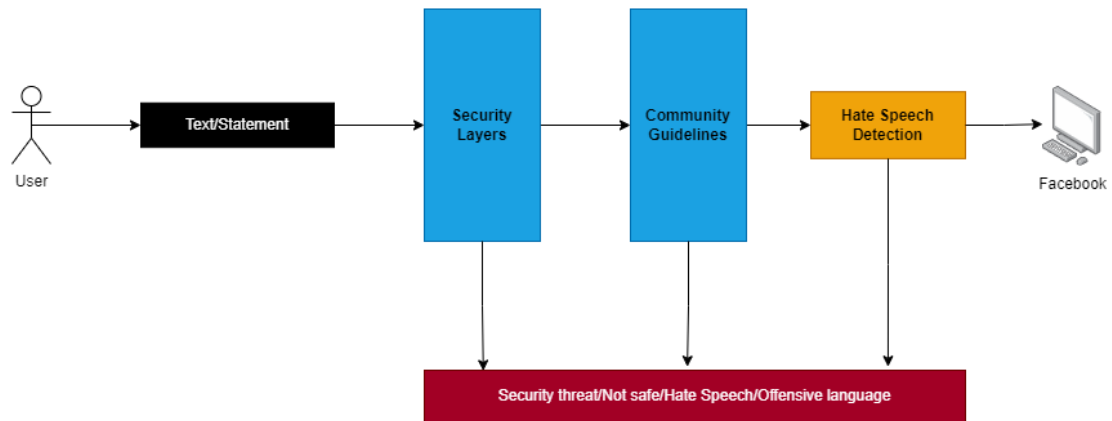 User
Text/Statement
Security
Layers
Community
Guidelines
Hate Speech
Detection
Facebook
Security threat/Not safe/Hate Speech/Offensive language